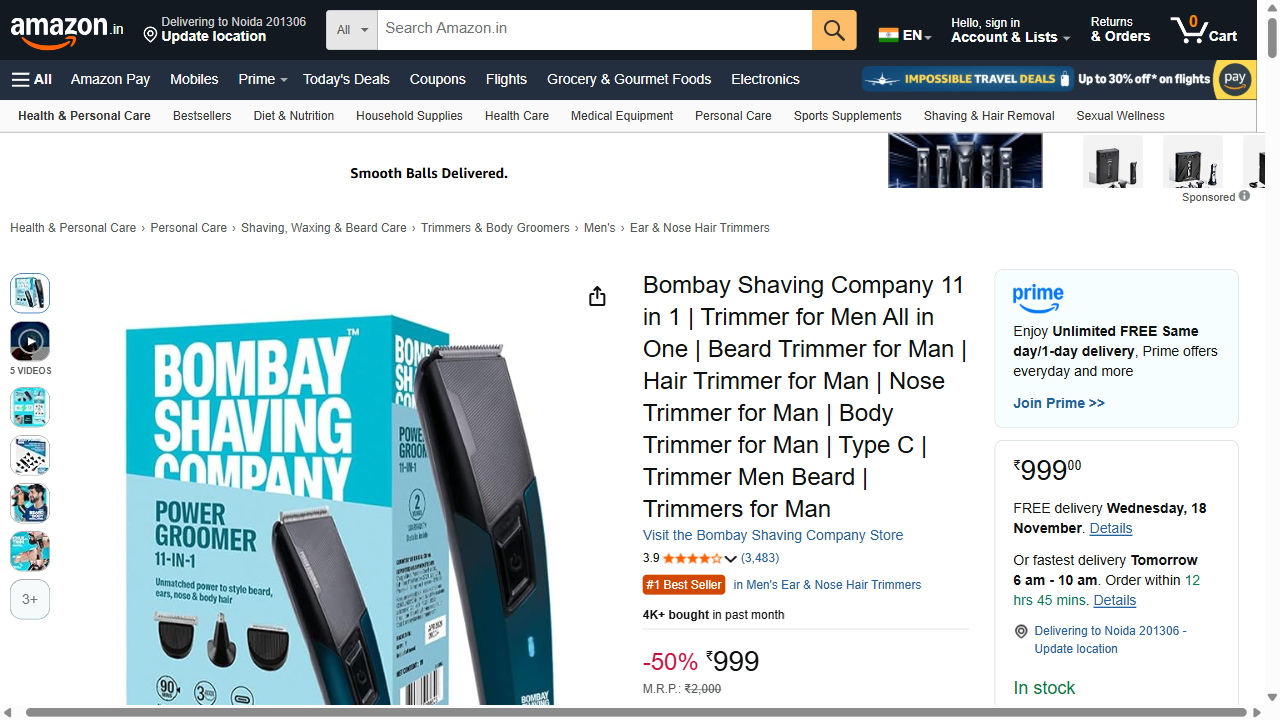 amazon.in
Delivering to Noida 201306
Update location
All
Search Amazon.in
EN
Hello, sign in
Account & Lists
Returns
& Orders
0
Cart
All
Amazon Pay
Mobiles
Prime
Today's Deals
Coupons
Flights
Grocery & Gourmet Foods
Electronics
IMPOSSIBLE TRAVEL DEALS
Up to 30% off* on flights
pay
Health & Personal Care
Bestsellers
Diet & Nutrition
Household Supplies
Health Care
Medical Equipment
Personal Care
Sports Supplements
Shaving & Hair Removal
Sexual Wellness
Smooth Balls Delivered.
Sponsored
Health & Personal Care › Personal Care › Shaving, Waxing & Beard Care › Trimmers & Body Groomers › Men's › Ear & Nose Hair Trimmers
5 VIDEOS
3+
BOMBAY
SHAVING
COMPANY
TM
POWER
GROOMER
11-IN-1
Unmatched power to style beard,
ears, nose & body hair
90
3
2
BOMBAY
Bombay Shaving Company 11
in 1 | Trimmer for Men All in
One | Beard Trimmer for Man |
Hair Trimmer for Man | Nose
Trimmer for Man | Body
Trimmer for Man | Type C |
Trimmer Men Beard |
Trimmers for Man
Visit the Bombay Shaving Company Store
3.9
(3,483)
#1 Best Seller
in Men's Ear & Nose Hair Trimmers
4K+ bought in past month
-50% ₹999
M.R.P.: ₹2,000
prime
Enjoy Unlimited FREE Same
day/1-day delivery, Prime offers
everyday and more
Join Prime >>
₹99900
FREE delivery Wednesday, 18
November. Details
Or fastest delivery Tomorrow
6 am - 10 am. Order within 12
hrs 45 mins. Details
Delivering to Noida 201306 -
Update location
In stock